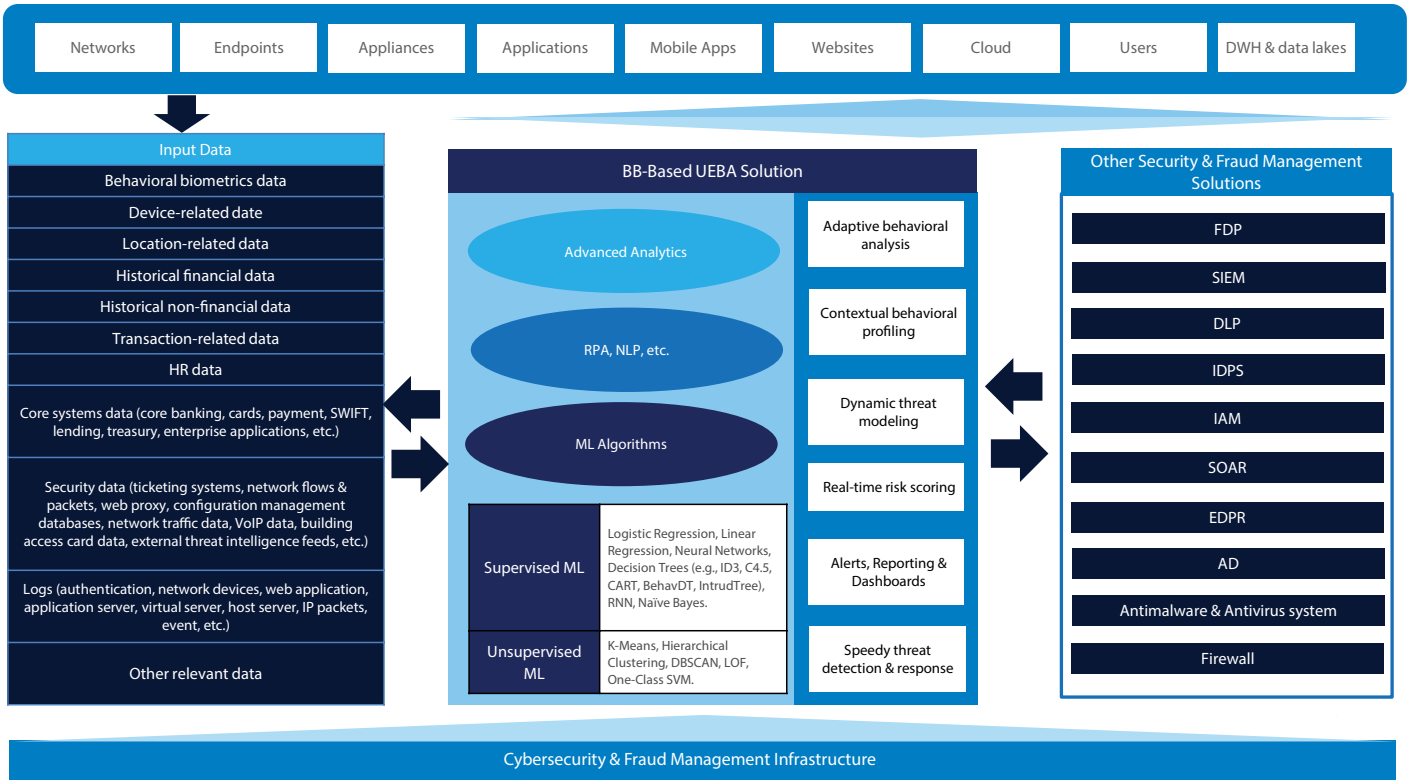 Networks
Endpoints
Appliances
Applications
Mobile Apps
Websites
Cloud
Users
DWH & data lakes
Input Data
Behavioral biometrics data
Device-related date
Location-related data
Historical financial data
Historical non-financial data
Transaction-related data
HR data
Core systems data (core banking, cards, payment, SWIFT,
lending, treasury, enterprise applications, etc.)
Security data (ticketing systems, network flows &
packets, web proxy, configuration management
databases, network traffic data, VoIP data, building
access card data, external threat intelligence feeds, etc.)
Logs (authentication, network devices, web application,
application server, virtual server, host server, IP packets,
event, etc.)
Other relevant data
BB-Based UEBA Solution
Advanced Analytics
RPA, NLP, etc.
ML Algorithms
Supervised ML
Logistic Regression, Linear
Regression, Neural Networks,
Decision Trees (e.g., ID3, C4.5,
CART, BehavDT, IntrudTree),
RNN, Naïve Bayes.
Unsupervised
ML
K-Means, Hierarchical
Clustering, DBSCAN, LOF,
One-Class SVM.
Adaptive behavioral
analysis
Contextual behavioral
profiling
Dynamic threat
modeling
Real-time risk scoring
Alerts, Reporting &
Dashboards
Speedy threat
detection & response
Other Security & Fraud Management
Solutions
FDP
SIEM
DLP
IDPS
IAM
SOAR
EDPR
AD
Antimalware & Antivirus system
Firewall
Cybersecurity & Fraud Management Infrastructure